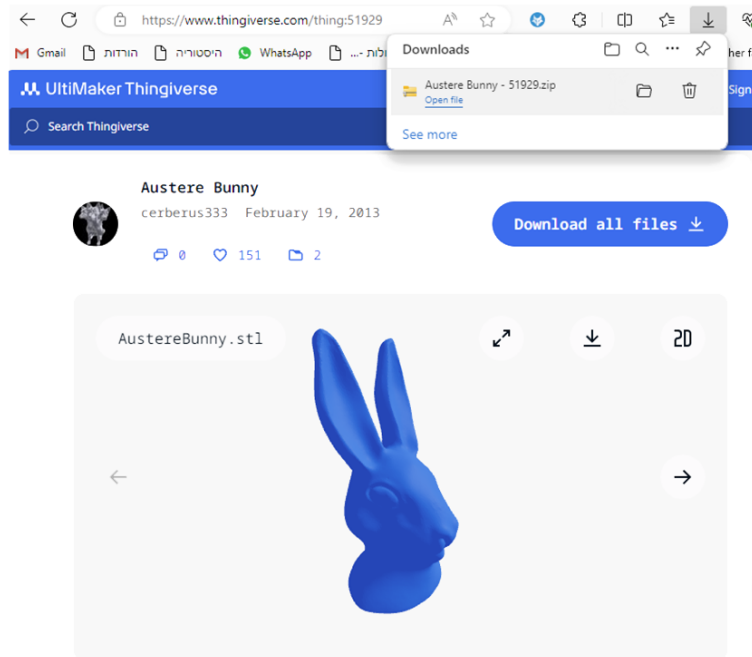 https://www.thingiverse.com/thing:51929
Gmail
הורדות
היסטוריה
WhatsApp
Downloads
Austere Bunny - 51929.zip
Open file
See more
UltiMaker Thingiverse
Sign
Search Thingiverse
Austere Bunny
cerberus333 February 19, 2013
0 151 2
Download all files
AustereBunny.stl
2D